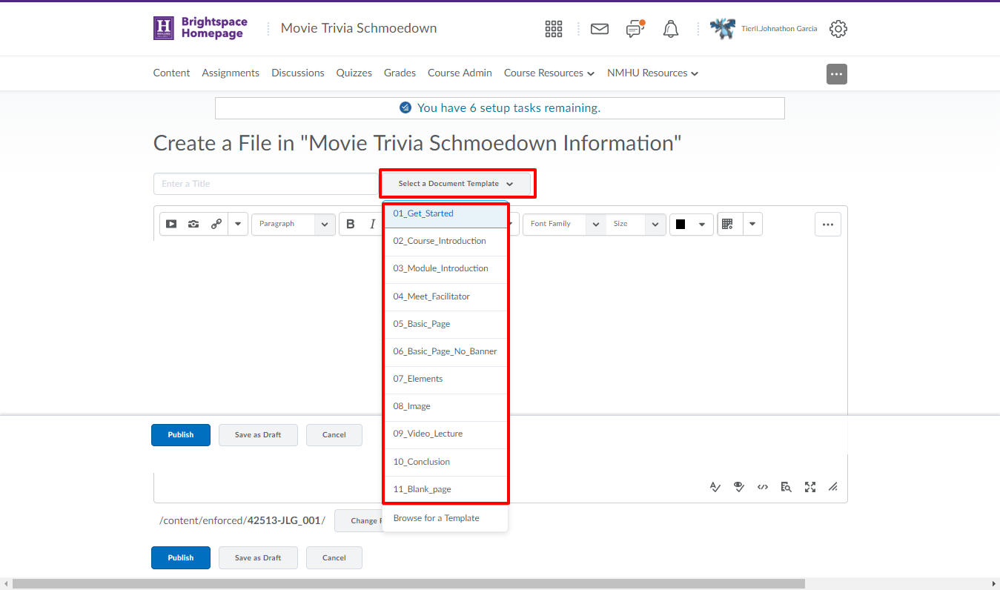 Brightspace
Homepage
Movie Trivia Schmoedown
Tierll.Johnathon Garcia
Content Assignments Discussions Quizzes Grades Course Admin Course Resources NMHU Resources
You have 6 setup tasks remaining.
Create a File in "Movie Trivia Schmoedown Information"
Enter a Title Select a Document Template
Paragraph B I Font Family Size
01_Get_Started
02_Course_Introduction
03_Module_Introduction
04_Meet_Facilitator
05_Basic_Page
06_Basic_Page_No_Banner
07_Elements
08_Image
09_Video_Lecture
10_Conclusion
11_Blank_page
Browse for a Template
Publish Save as Draft Cancel
/content/enforced/42513-JLG_001/ Change
Publish Save as Draft Cancel